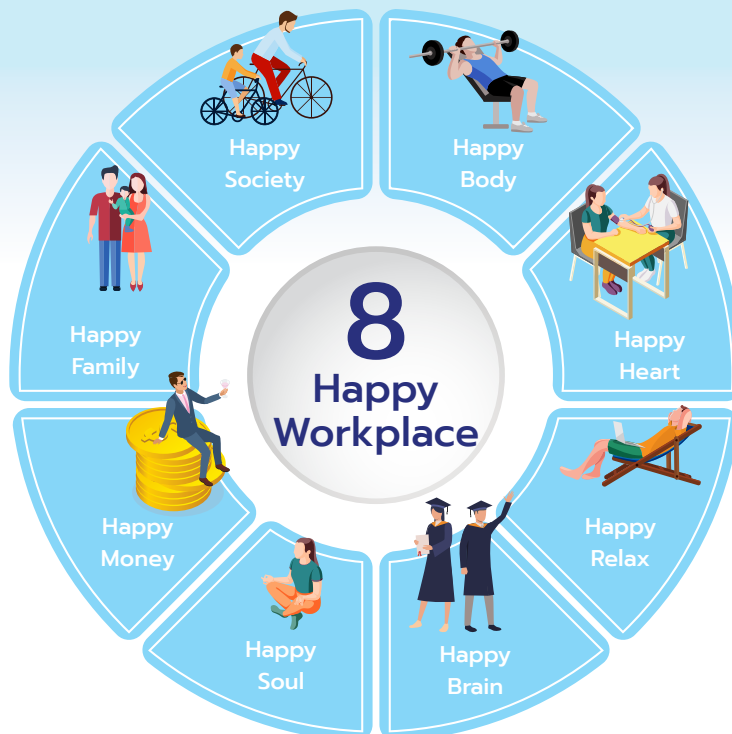 8
Happy
Workplace
Happy
Body
Happy
Heart
Happy
Relax
Happy
Brain
Happy
Soul
Happy
Money
Happy
Family
Happy
Society